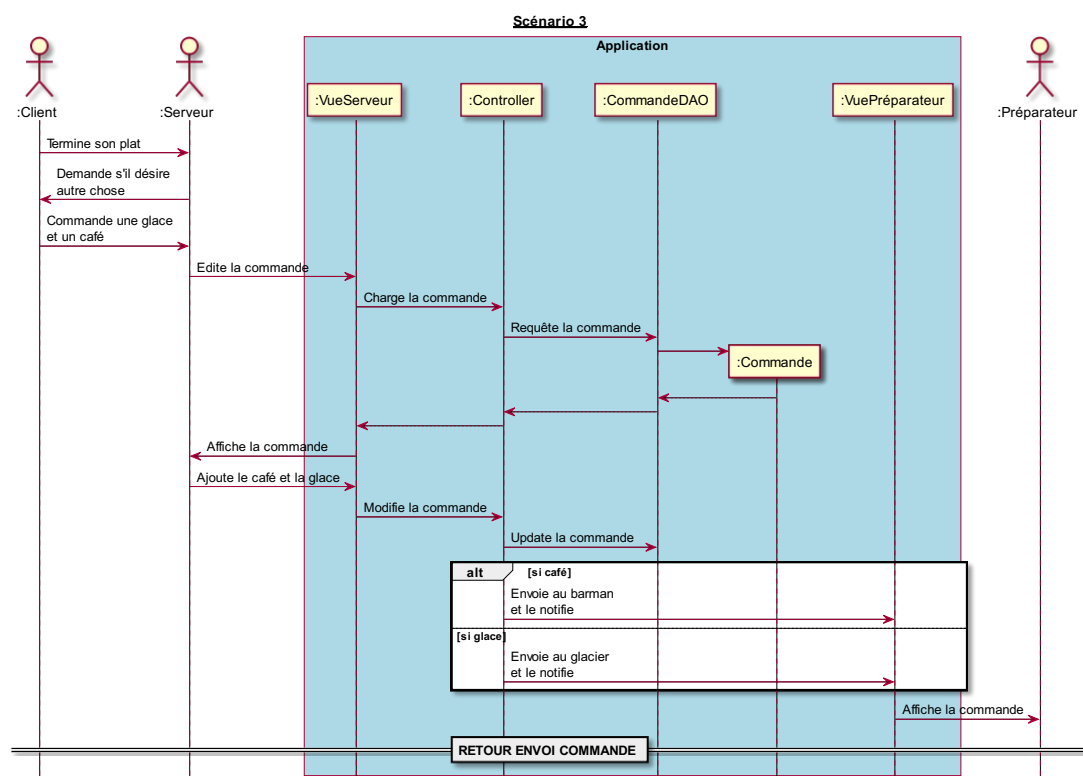 Scénario 3
Application
:Client
:Serveur
:VueServeur
:Controller
:CommandeDAO
:VuePréparateur
:Préparateur
Termine son plat
Demande s'il désire
autre chose
Commande une glace
et un café
Edite la commande
Charge la commande
Requête la commande
:Commande
Affiche la commande
Ajoute le café et la glace
Modifie la commande
Update la commande
alt [si café]
Envoie au barman
et le notifie
[si glace]
Envoie au glacier
et le notifie
Affiche la commande
RETOUR ENVOI COMMANDE